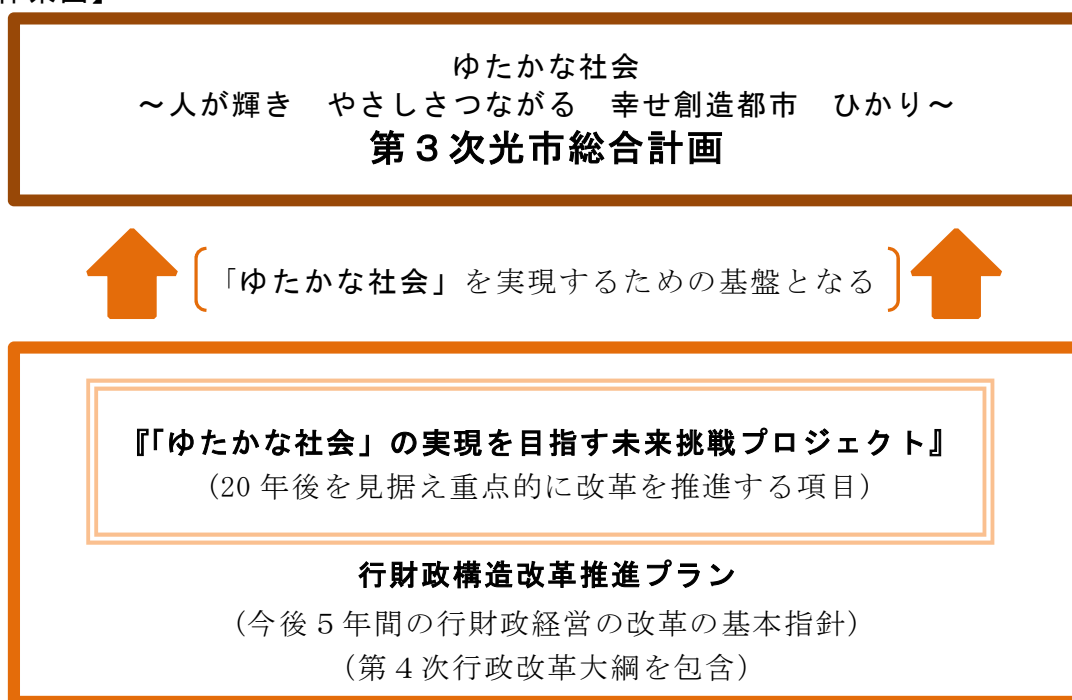 ゆたかな社会
～人が輝き　やさしさつながる　幸せ創造都市　ひかり～
第３次光市総合計画
「ゆたかな社会」を実現するための基盤となる
『「ゆたかな社会」の実現を目指す未来挑戦プロジェクト』
（20 年後を見据え重点的に改革を推進する項目）
行財政構造改革推進プラン
（今後５年間の行財政経営の改革の基本指針）
（第４次行政改革大綱を包含）